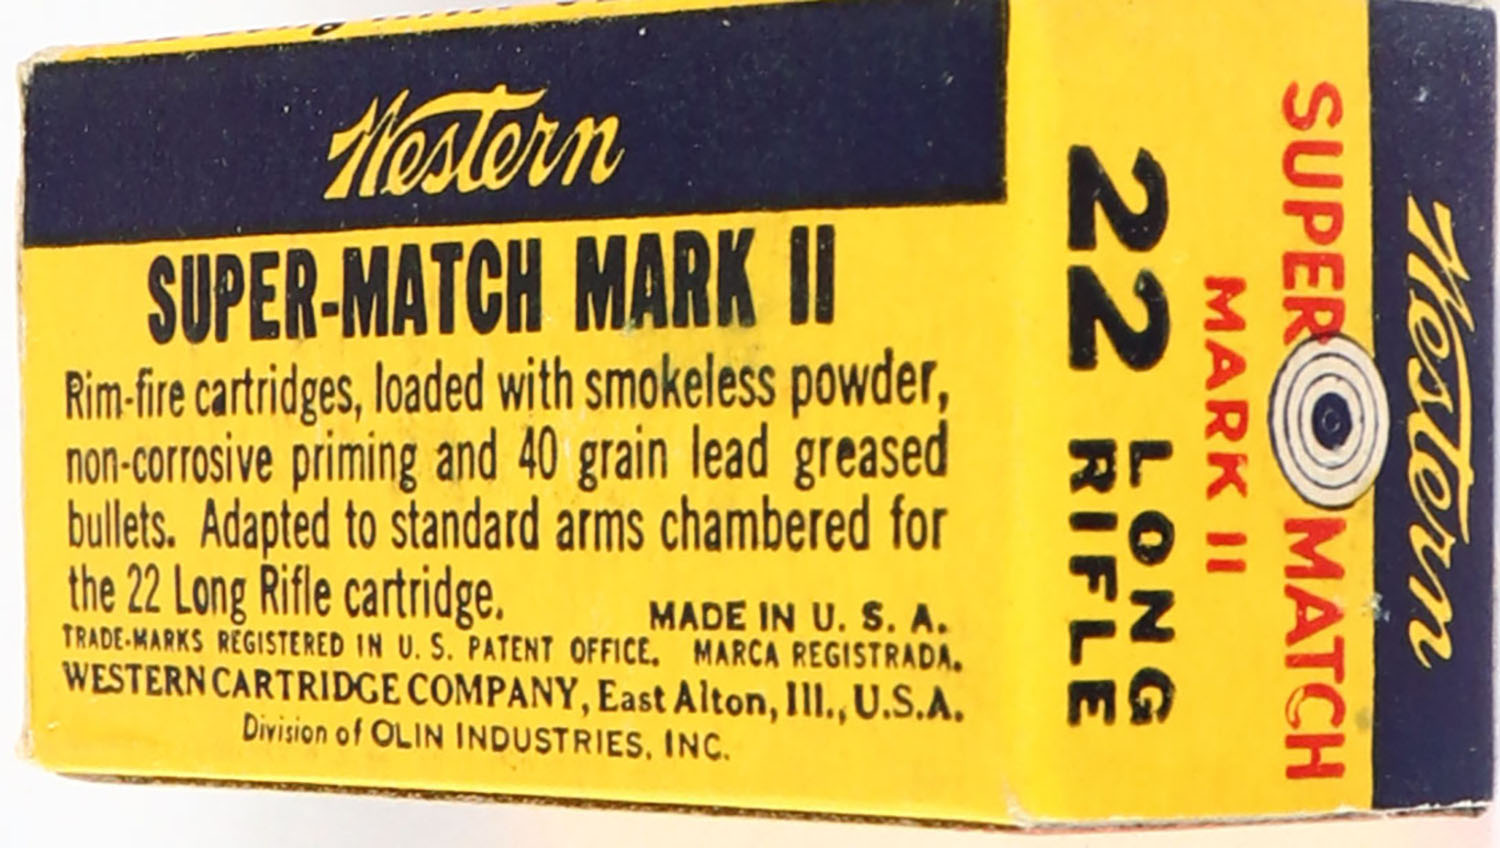 Western
SUPER-MATCH MARK II
Rim-fire cartridges, loaded with smokeless powder,
non-corrosive priming and 40 grain lead greased
bullets. Adapted to standard arms chambered for
the 22 Long Rifle cartridge.
MADE IN U. S. A.
TRADE-MARKS REGISTERED IN U. S. PATENT OFFICE. MARCA REGISTRADA.
WESTERN CARTRIDGE COMPANY, East Alton, Ill., U.S.A.
Division of OLIN INDUSTRIES, INC.
Western
SUPER MATCH
MARK II
22 LONG
RIFLE